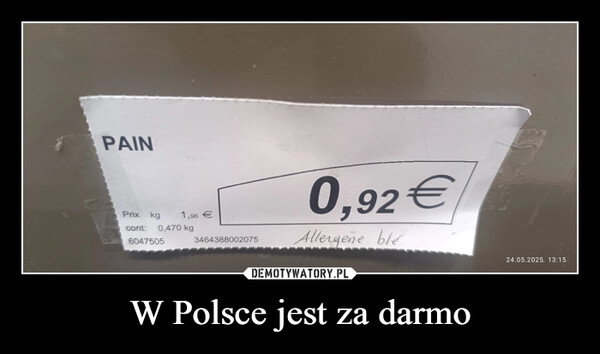 PAIN
0,92 €
Prix kg 1,96 €
cont: 0,470 kg
6047505 3464388002075
Allergène blé
24.05.2025 13:15
DEMOTYWATORY.PL
W Polsce jest za darmo